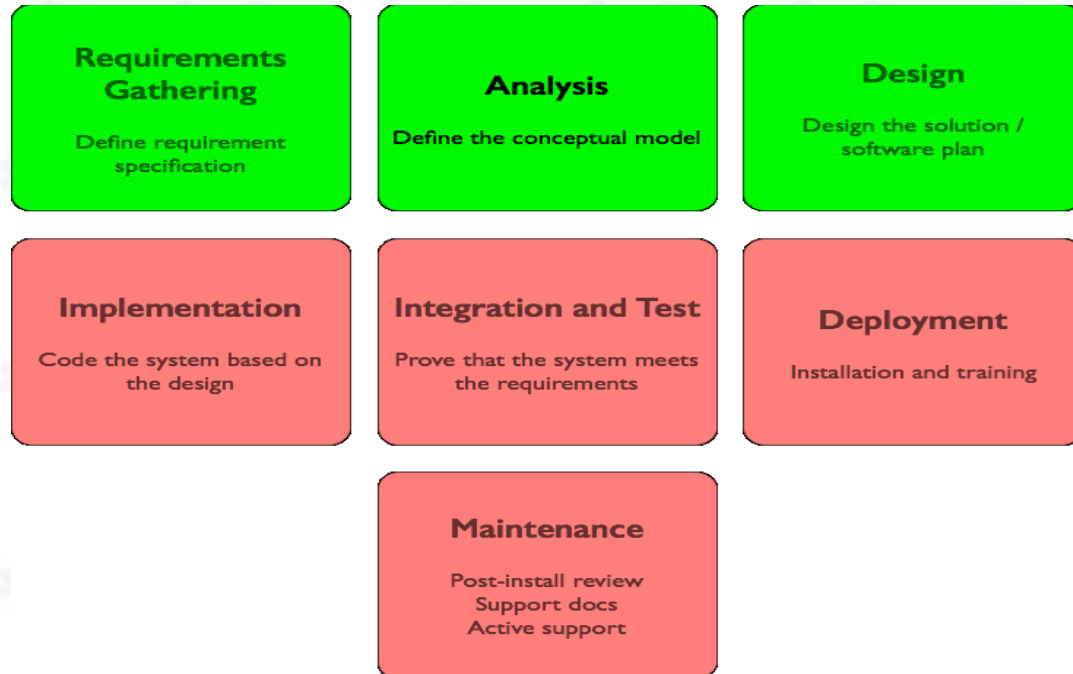 Requirements
Gathering
Define requirement
specification
Analysis
Define the conceptual model
Design
Design the solution /
software plan
Implementation
Code the system based on
the design
Integration and Test
Prove that the system meets
the requirements
Deployment
Installation and training
Maintenance
Post-install review
Support docs
Active support